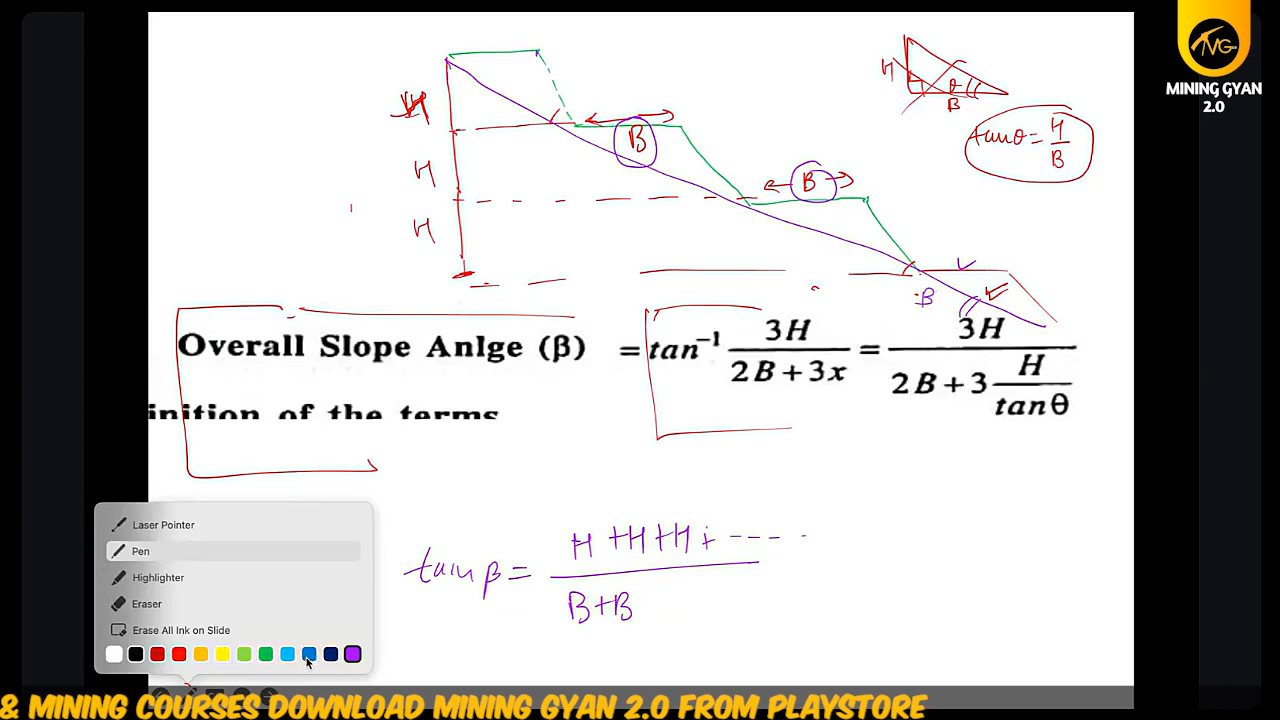 MINING GYAN
2.0
H
H
H
B
B
B
H
θ
B
tanθ = H/B
Overall Slope Anlge (β) = tan⁻¹ 3H/(2B+3x) = 3H/(2B+3 H/tanθ)
inition of the terms
tan β = H+H+H+-----
B+B
Laser Pointer
Pen
Highlighter
Eraser
Erase All Ink on Slide
& MINING COURSES DOWNLOAD MINING GYAN 2.0 FROM PLAYSTORE